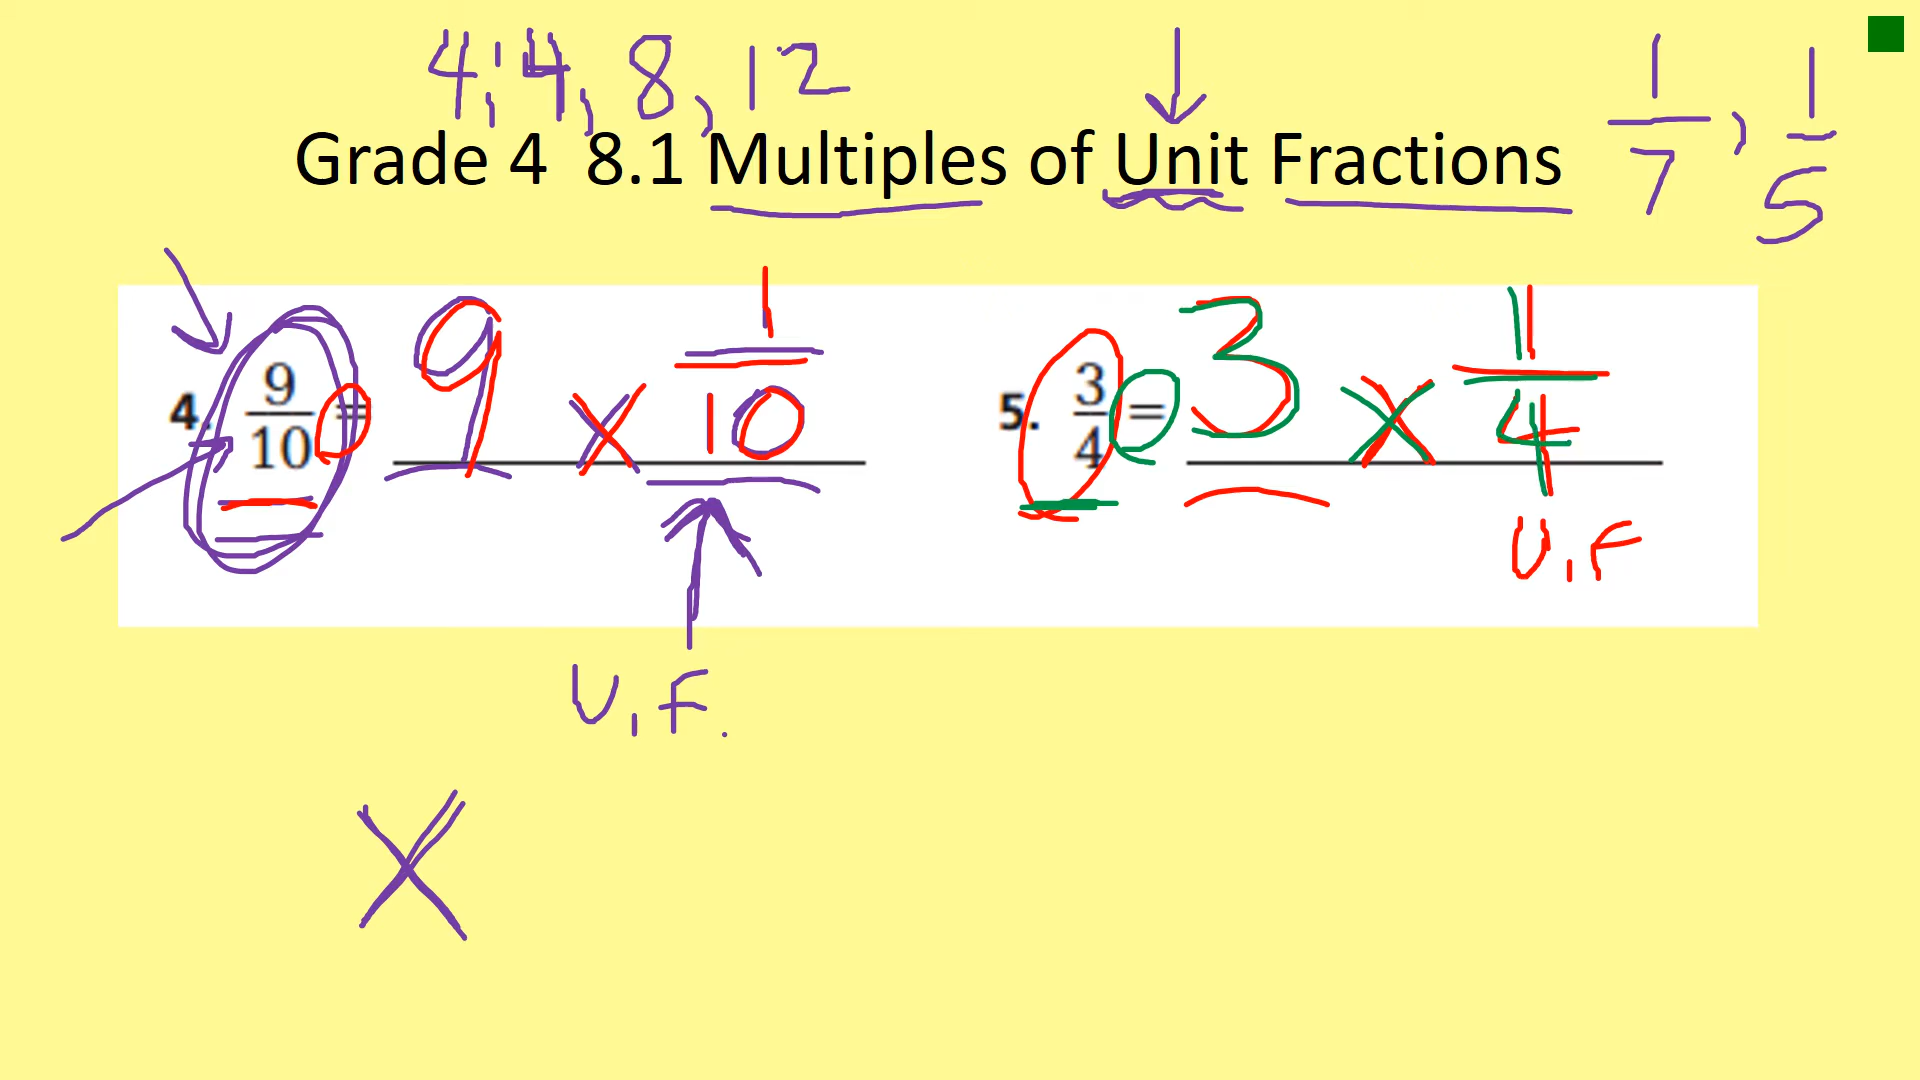 4: 4, 8, 12
Grade 4 8.1 Multiples of Unit Fractions
1/7, 1/5
4. 9/10 = 9 x 1/10
5. 3/4 = 3 x 1/4
U.F
U.F.
X